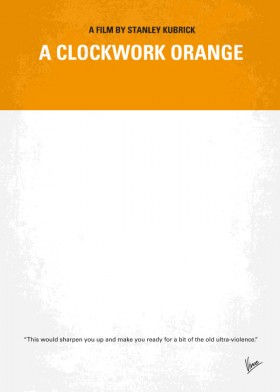 A FILM BY STANLEY KUBRICK
A CLOCKWORK ORANGE
"This would sharpen you up and make you ready for a bit of the old ultra-violence."